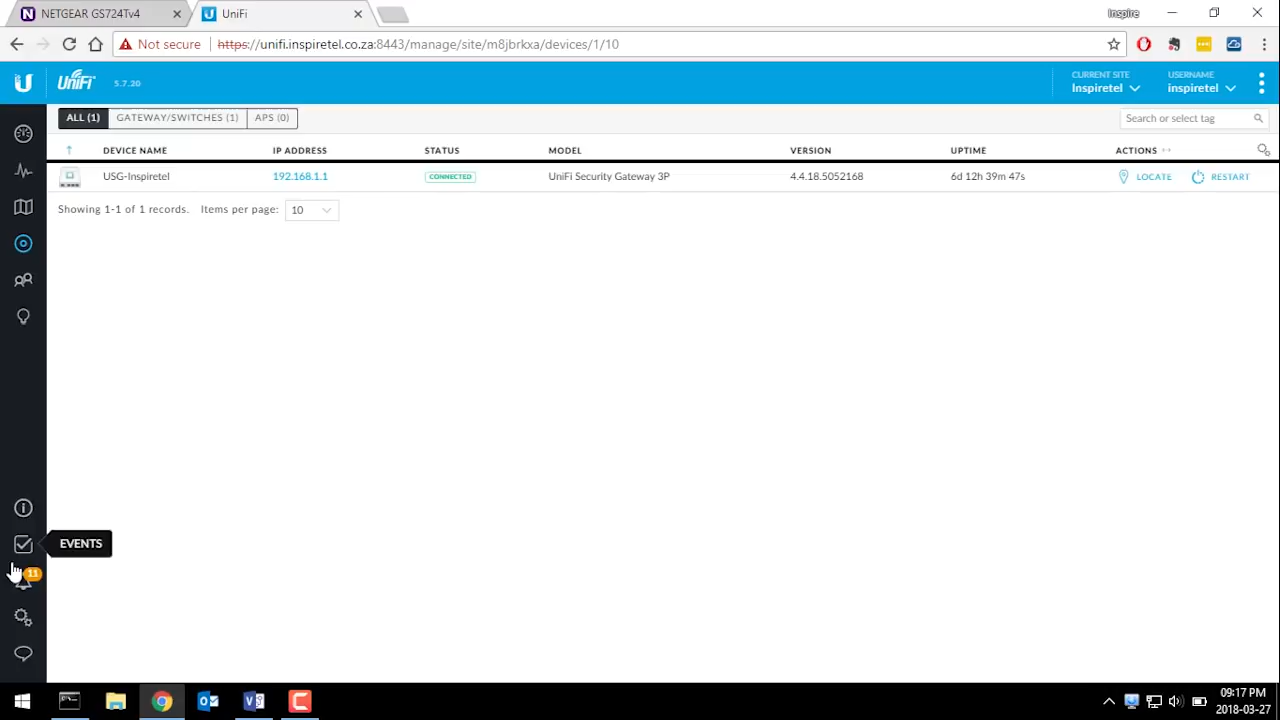 NETGEAR GS724Tv4
UniFi
Inspire
Not secure
https://unifi.inspiretel.co.za:8443/manage/site/m8jbrkxa/devices/1/10
UniFi
5.7.20
CURRENT SITE
Inspiretel
USERNAME
inspiretel
ALL (1)
GATEWAY/SWITCHES (1)
APS (0)
Search or select tag
DEVICE NAME IP ADDRESS STATUS MODEL VERSION UPTIME ACTIONS
USG-Inspiretel 192.168.1.1 CONNECTED UniFi Security Gateway 3P 4.4.18.5052168 6d 12h 39m 47s LOCATE RESTART
Showing 1-1 of 1 records. Items per page: 10
EVENTS
11
09:17 PM
2018-03-27